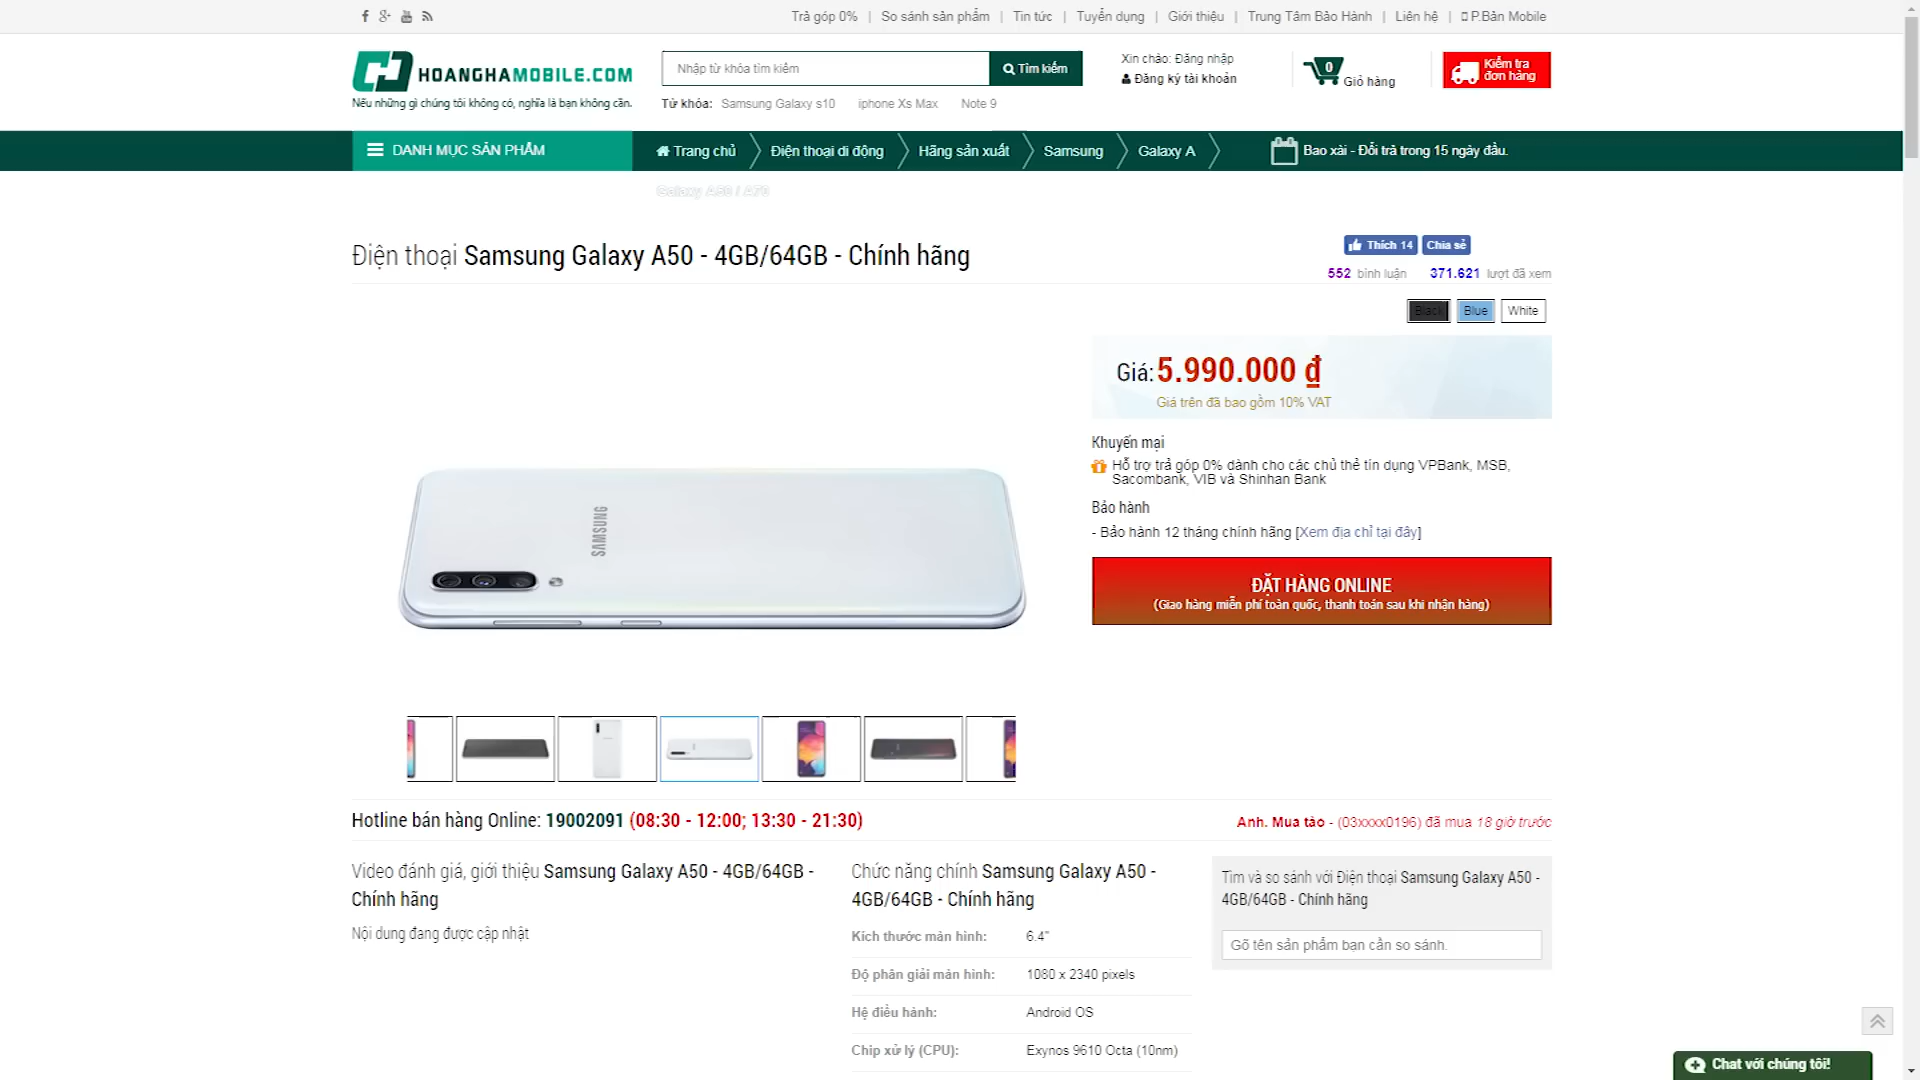 Trả góp 0% | So sánh sản phẩm | Tin tức | Tuyển dụng | Giới thiệu | Trung Tâm Bảo Hành | Liên hệ | P.Bản Mobile
HOANGHAMOBILE.COM
Nếu những gì chúng tôi không có, nghĩa là bạn không cần.
Nhập từ khóa tìm kiếm
Tìm kiếm
Từ khóa: Samsung Galaxy s10 iphone Xs Max Note 9
Xin chào: Đăng nhập
Đăng ký tài khoản
0 Giỏ hàng
Kiểm tra
đơn hàng
DANH MỤC SẢN PHẨM
Trang chủ Điện thoại di động Hãng sản xuất Samsung Galaxy A
Bao xài - Đổi trả trong 15 ngày đầu.
Điện thoại Samsung Galaxy A50 - 4GB/64GB - Chính hãng
Thích 14 Chia sẻ
552 bình luận 371.621 lượt đã xem
Black Blue White
Giá: 5.990.000 ₫
Giá trên đã bao gồm 10% VAT
Khuyến mại
Hỗ trợ trả góp 0% dành cho các chủ thẻ tín dụng VPBank, MSB,
Sacombank, VIB và Shinhan Bank
Bảo hành
- Bảo hành 12 tháng chính hãng [Xem địa chỉ tại đây]
ĐẶT HÀNG ONLINE
(Giao hàng miễn phí toàn quốc, thanh toán sau khi nhận hàng)
SAMSUNG
Hotline bán hàng Online: 19002091 (08:30 - 12:00; 13:30 - 21:30)
Anh. Mua tào - (03xxxx0196) đã mua 18 giờ trước
Video đánh giá, giới thiệu Samsung Galaxy A50 - 4GB/64GB -
Chính hãng
Nội dung đang được cập nhật
Chức năng chính Samsung Galaxy A50 -
4GB/64GB - Chính hãng
Kích thước màn hình: 6.4"
Độ phân giải màn hình: 1080 x 2340 pixels
Hệ điều hành: Android OS
Chip xử lý (CPU): Exynos 9610 Octa (10nm)
Tìm và so sánh với Điện thoại Samsung Galaxy A50 -
4GB/64GB - Chính hãng
Gõ tên sản phẩm bạn cần so sánh.
Chat với chúng tôi!